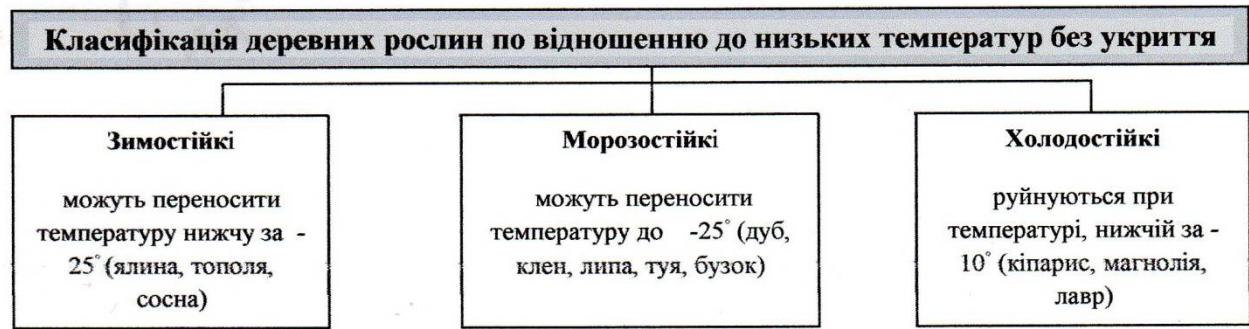 Класифікація деревних рослин по відношенню до низьких температур без укриття
Зимостійкі
можуть переносити
температуру нижчу за -
25° (ялина, тополя,
сосна)
Морозостійкі
можуть переносити
температуру до -25° (дуб,
клен, липа, туя, бузок)
Холодостійкі
руйнуються при
температурі, нижчій за -
10° (кіпарис, магнолія,
лавр)